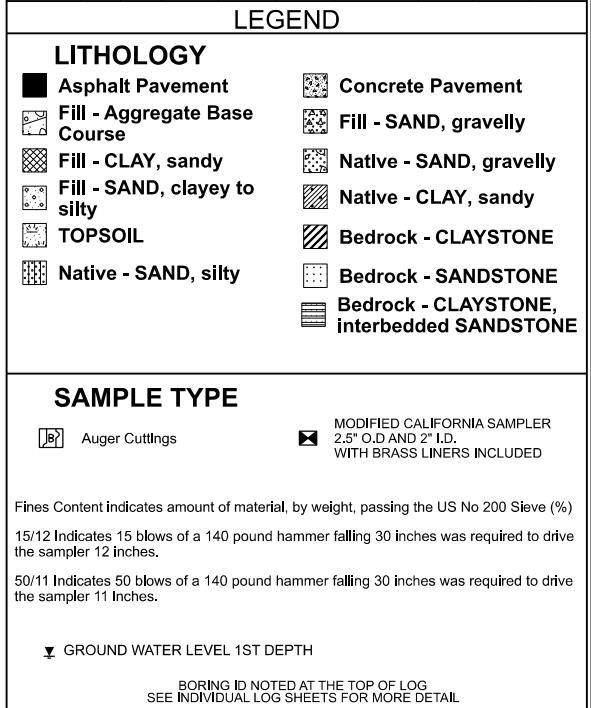 LEGEND
LITHOLOGY
Asphalt Pavement
Fill - Aggregate Base
Course
Fill - CLAY, sandy
Fill - SAND, clayey to
silty
TOPSOIL
Native - SAND, silty
Concrete Pavement
Fill - SAND, gravelly
Native - SAND, gravelly
Native - CLAY, sandy
Bedrock - CLAYSTONE
Bedrock - SANDSTONE
Bedrock - CLAYSTONE,
interbedded SANDSTONE
SAMPLE TYPE
B
Auger Cuttings
MODIFIED CALIFORNIA SAMPLER
2.5" O.D AND 2" I.D.
WITH BRASS LINERS INCLUDED
Fines Content indicates amount of material, by weight, passing the US No 200 Sieve (%)
15/12 Indicates 15 blows of a 140 pound hammer falling 30 inches was required to drive
the sampler 12 inches.
50/11 Indicates 50 blows of a 140 pound hammer falling 30 inches was required to drive
the sampler 11 Inches.
GROUND WATER LEVEL 1ST DEPTH
BORING ID NOTED AT THE TOP OF LOG
SEE INDIVIDUAL LOG SHEETS FOR MORE DETAIL